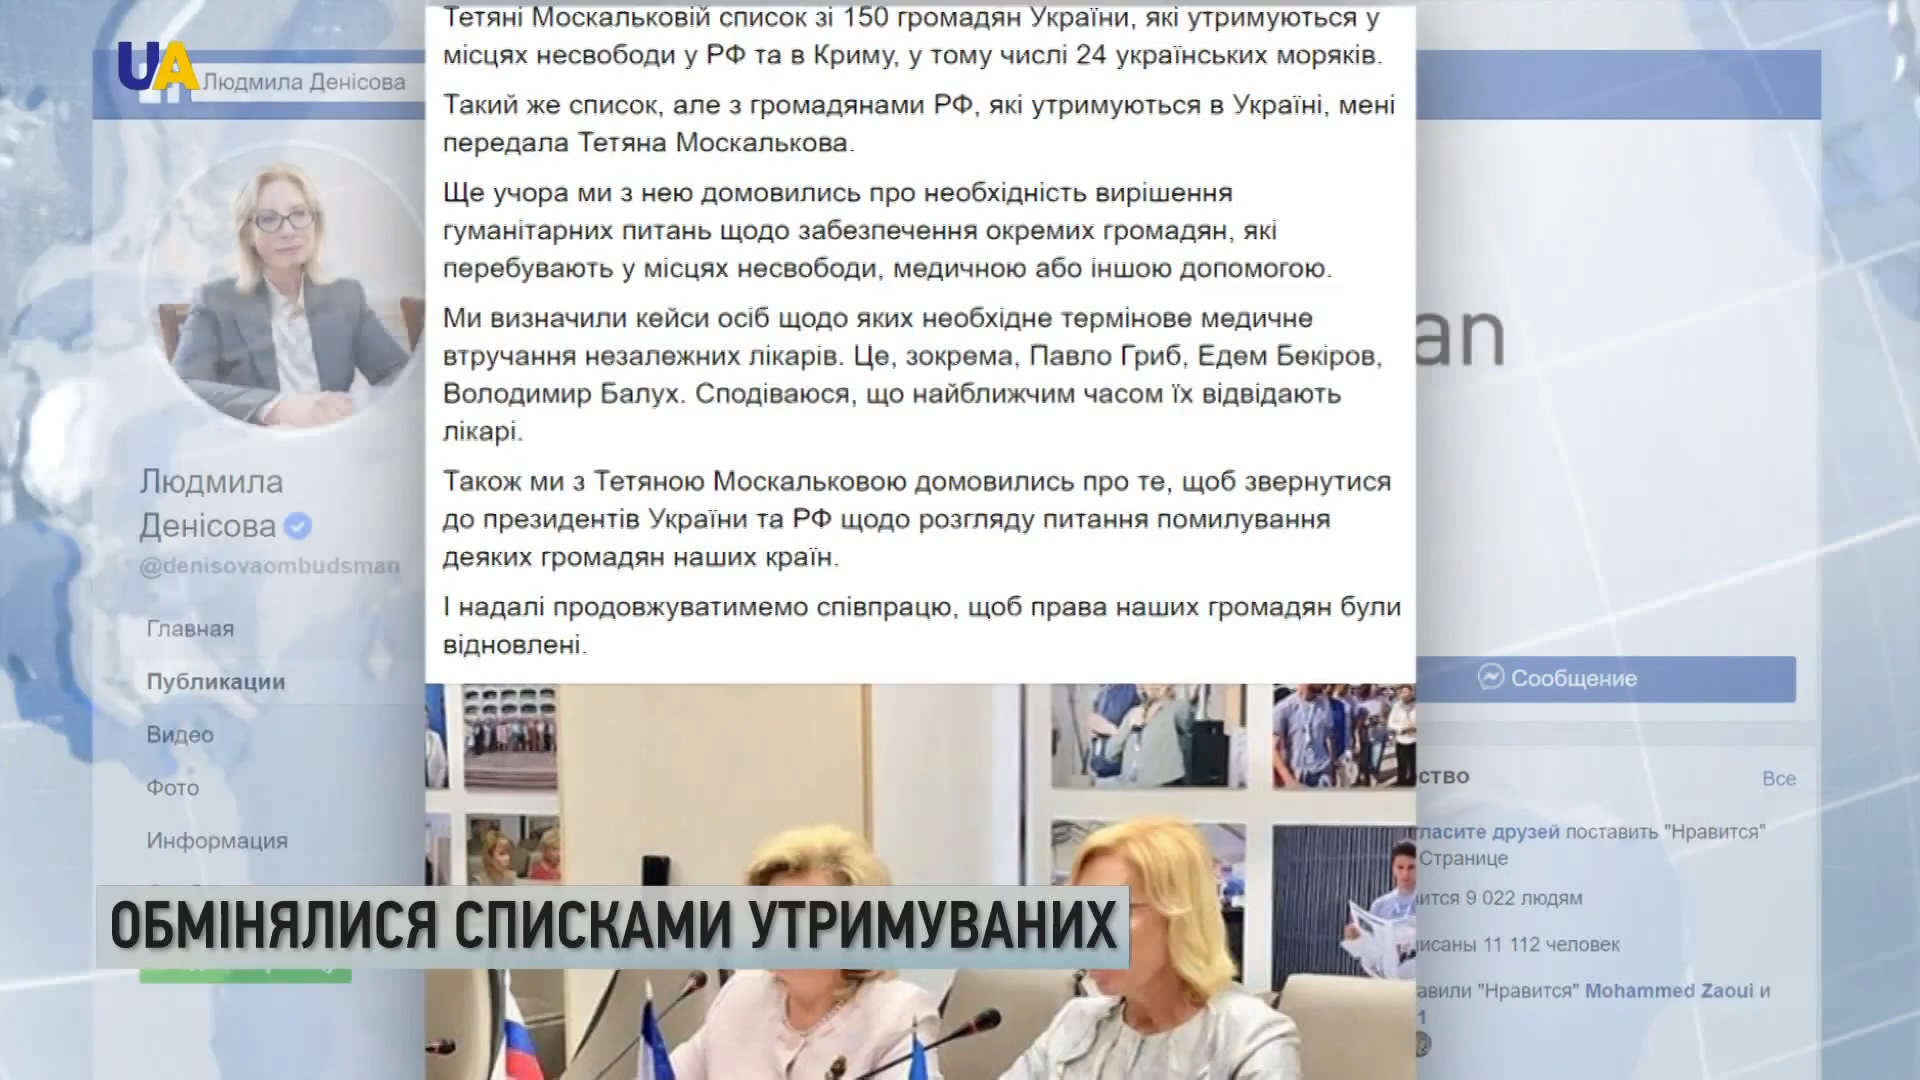 Тетяні Москальковій список зі 150 громадян України, які утримуються у
місцях несвободи у РФ та в Криму, у тому числі 24 українських моряків.
Такий же список, але з громадянами РФ, які утримуються в Україні, мені
передала Тетяна Москалькова.
Ще учора ми з нею домовились про необхідність вирішення
гуманітарних питань щодо забезпечення окремих громадян, які
перебувають у місцях несвободи, медичною або іншою допомогою.
Ми визначили кейси осіб щодо яких необхідне термінове медичне
втручання незалежних лікарів. Це, зокрема, Павло Гриб, Едем Бекіров,
Володимир Балух. Сподіваюся, що найближчим часом їх відвідають
лікарі.
Також ми з Тетяною Москальковою домовились про те, щоб звернутися
до президентів України та РФ щодо розгляду питання помилування
деяких громадян наших країн.
І надалі продовжуватимемо співпрацю, щоб права наших громадян були
відновлені.
UA
Людмила Денісова
Людмила
Денісова
@denisovaombudsman
Главная
Публикации
Видео
Фото
Информация
an
Сообщение
ство
Все
гласите друзей поставить "Нравится"
Странице
ится 9 022 людям
исаны 11 112 человек
авили "Нравится" Mohammed Zaoui и
1
ОБМІНЯЛИСЯ СПИСКАМИ УТРИМУВАНИХ